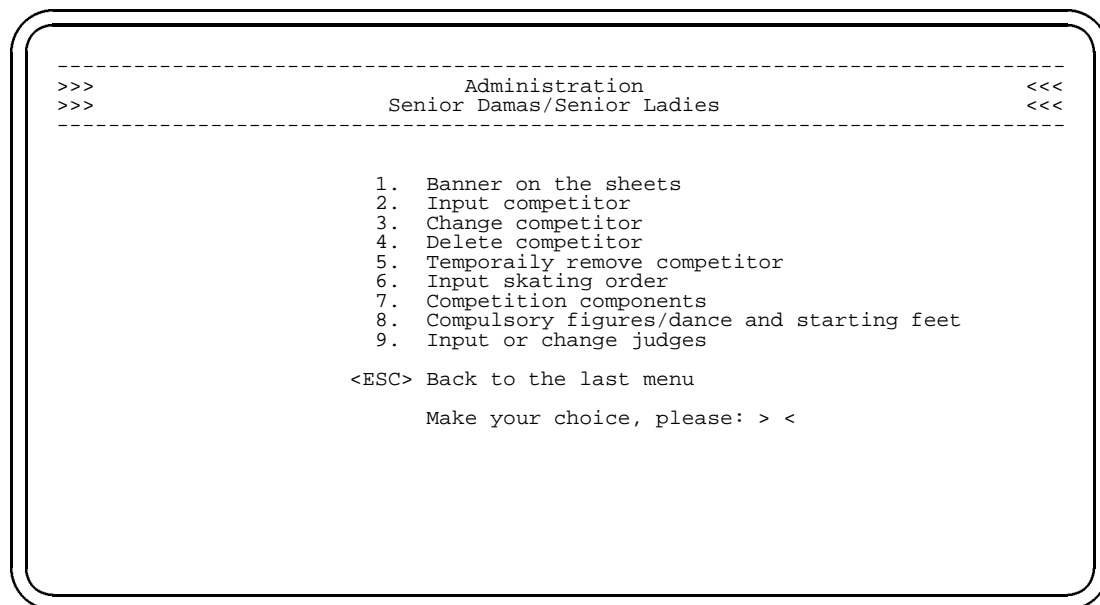 --------------------------------------------------------------------------------
>>> Administration <<<
>>> Senior Damas/Senior Ladies <<<
--------------------------------------------------------------------------------
1. Banner on the sheets
2. Input competitor
3. Change competitor
4. Delete competitor
5. Temporaily remove competitor
6. Input skating order
7. Competition components
8. Compulsory figures/dance and starting feet
9. Input or change judges
<ESC> Back to the last menu
Make your choice, please: > <